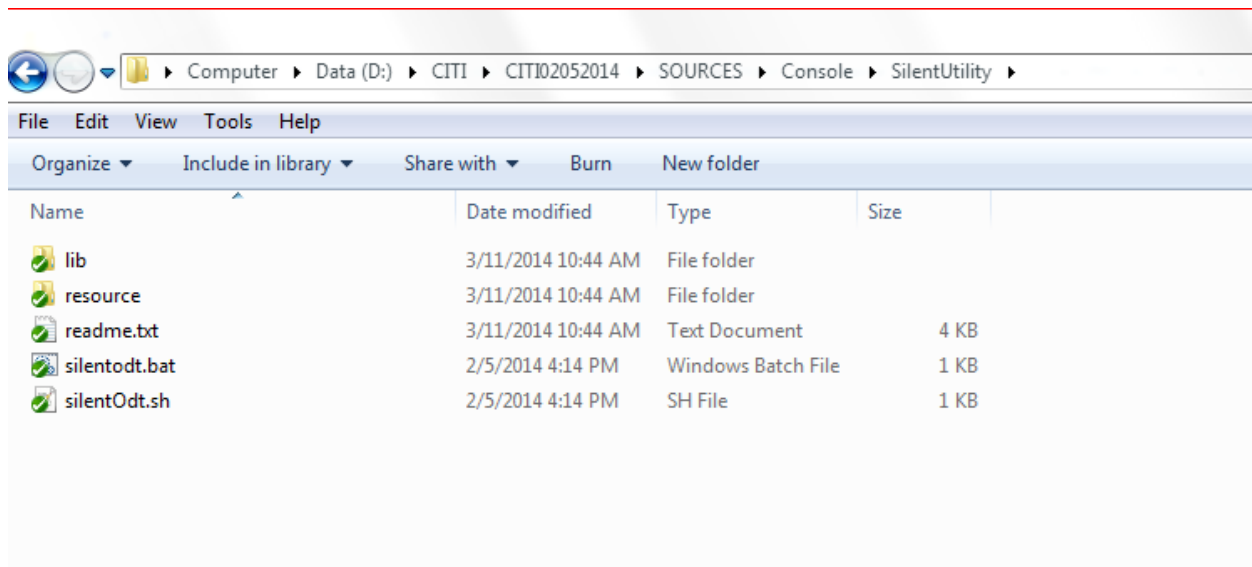 Computer Data (D:) CITI CITI02052014 SOURCES Console SilentUtility
File Edit View Tools Help
Organize Include in library Share with Burn New folder
Name Date modified Type Size
lib 3/11/2014 10:44 AM File folder
resource 3/11/2014 10:44 AM File folder
readme.txt 3/11/2014 10:44 AM Text Document 4 KB
silentodt.bat 2/5/2014 4:14 PM Windows Batch File 1 KB
silentOdt.sh 2/5/2014 4:14 PM SH File 1 KB